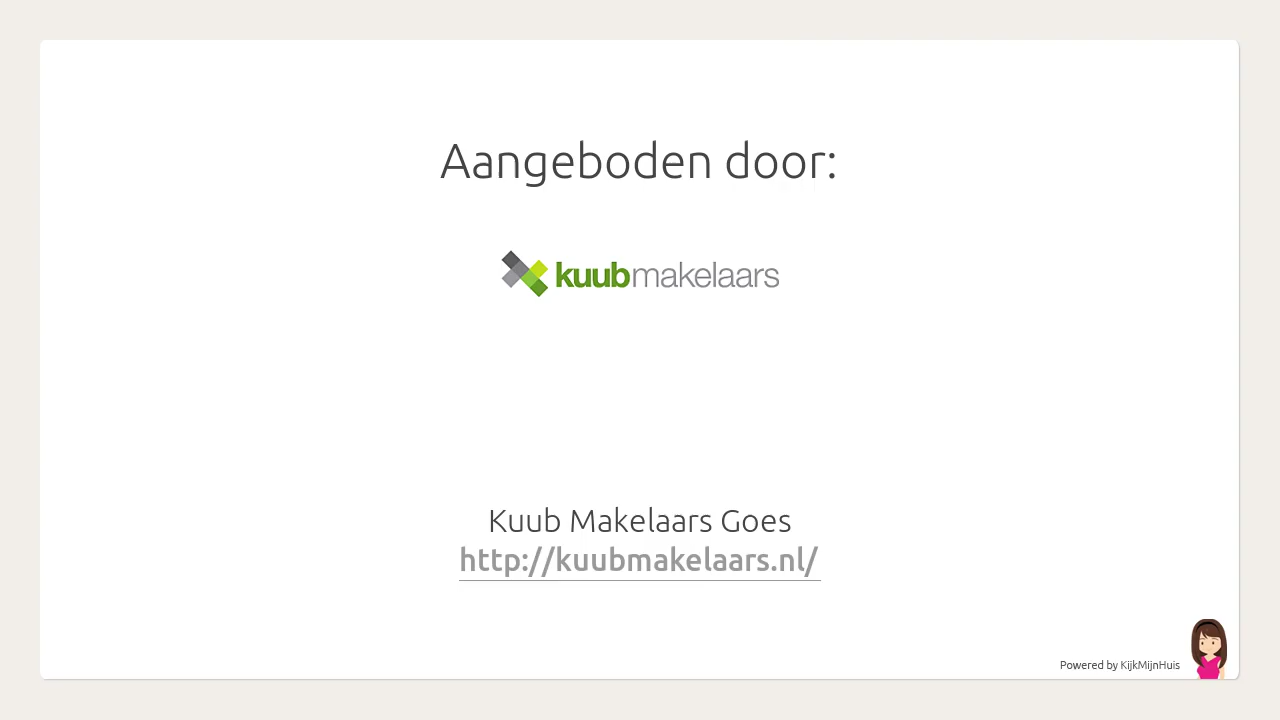 Aangeboden door:
kuubmakelaars
Kuub Makelaars Goes
http://kuubmakelaars.nl/
Powered by KijkMijnHuis